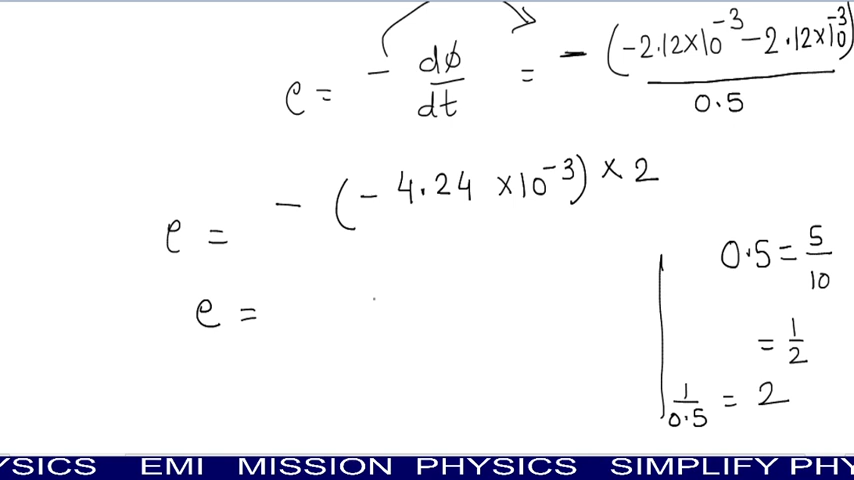 e = - dφ/dt = - (-2.12×10^-3 - 2.12×10^-3)/0.5
e = - (- 4.24 ×10^-3) × 2
0.5 = 5/10
e =
= 1/2
1/0.5 = 2
YSICS EMI MISSION PHYSICS SIMPLIFY PHY